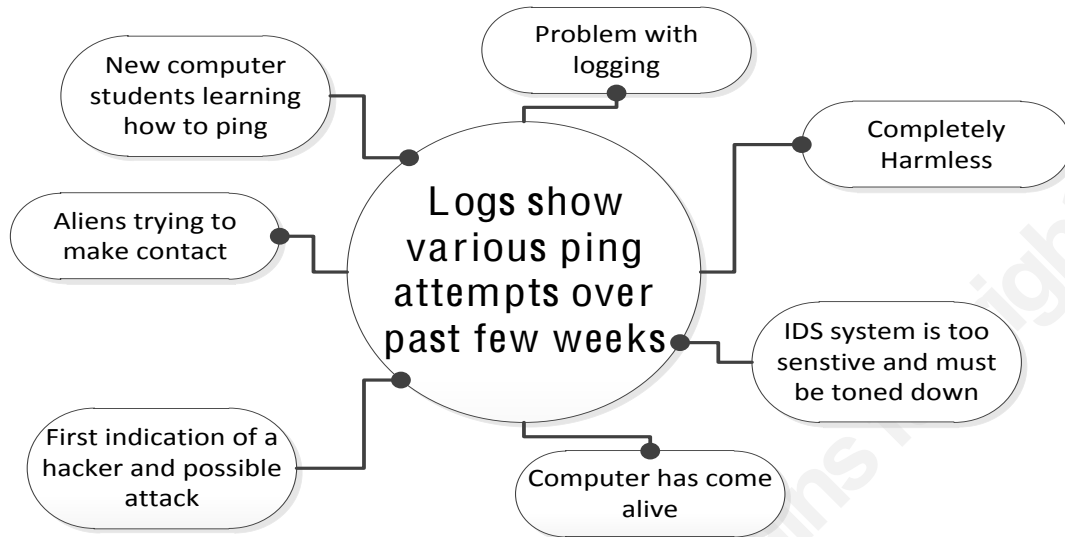 Problem with
logging
New computer
students learning
how to ping
Completely
Harmless
Logs show
various ping
attempts over
past few weeks
Aliens trying to
make contact
IDS system is too
senstive and must
be toned down
First indication of a
hacker and possible
attack
Computer has come
alive